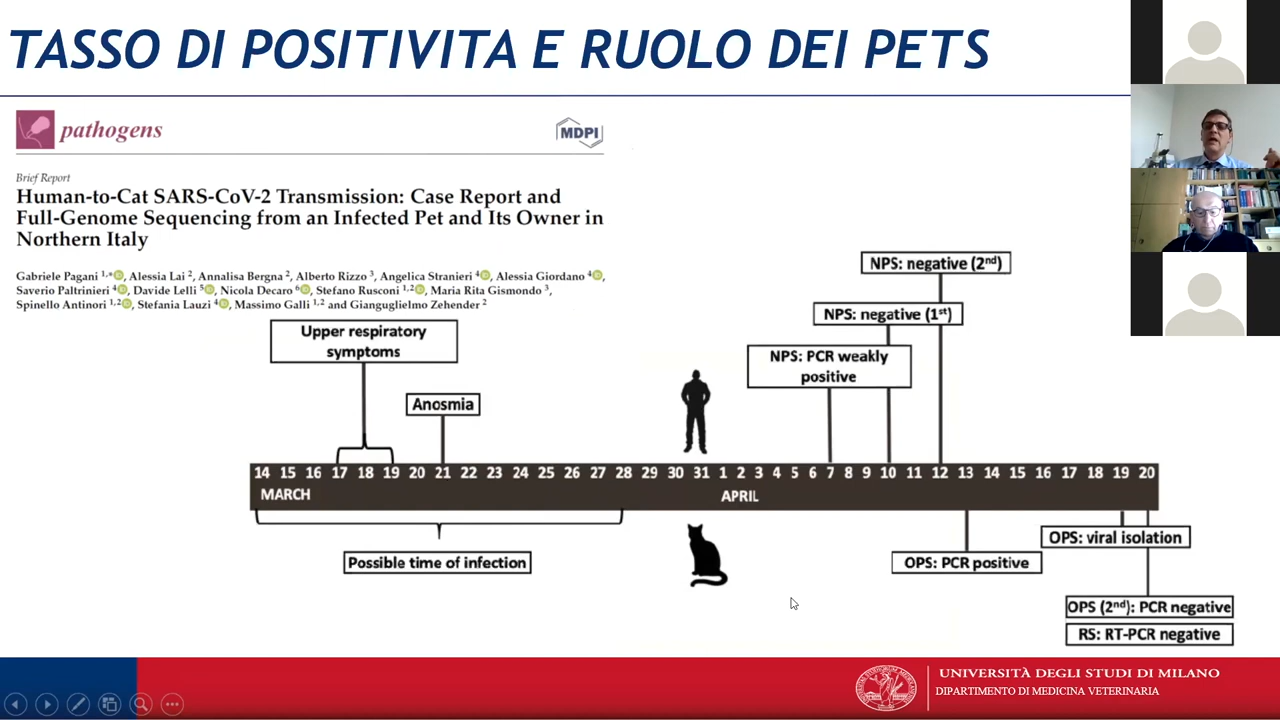 TASSO DI POSITIVITA E RUOLO DEI PETS
pathogens
MDPI
Brief Report
Human-to-Cat SARS-CoV-2 Transmission: Case Report and
Full-Genome Sequencing from an Infected Pet and Its Owner in
Northern Italy
Gabriele Pagani 1,*, Alessia Lai 2, Annalisa Bergna 2, Alberto Rizzo 3, Angelica Stranieri 4, Alessia Giordano 4,
Saverio Paltrinieri 4, Davide Lelli 5, Nicola Decaro 6, Stefano Rusconi 1,2, Maria Rita Gismondo 3,
Spinello Antinori 1,2, Stefania Lauzi 4, Massimo Galli 1,2 and Gianguglielmo Zehender 2
NPS: negative (2nd)
NPS: negative (1st)
Upper respiratory
symptoms
NPS: PCR weakly
positive
Anosmia
14 15 16 17 18 19 20 21 22 23 24 25 26 27 28 29 30 31 1 2 3 4 5 6 7 8 9 10 11 12 13 14 15 16 17 18 19 20
MARCH APRIL
OPS: viral isolation
Possible time of infection
OPS: PCR positive
OPS (2nd): PCR negative
RS: RT-PCR negative
UNIVERSITÀ DEGLI STUDI DI MILANO
DIPARTIMENTO DI MEDICINA VETERINARIA